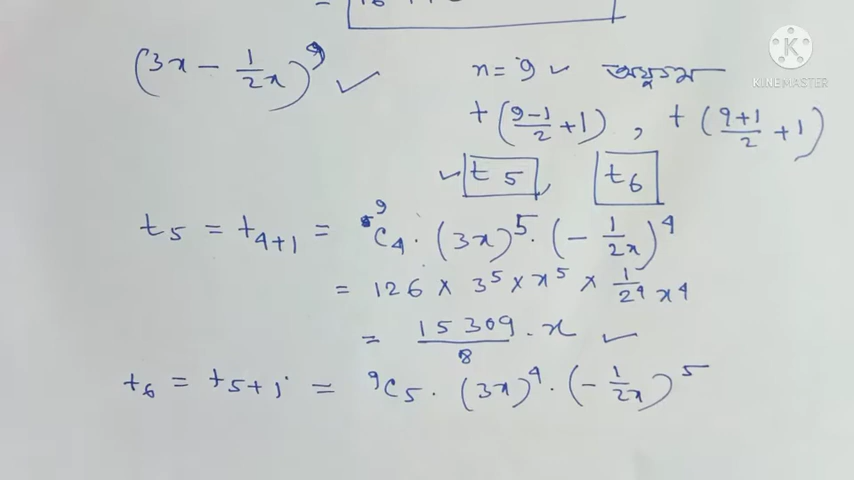 (3x - 1/2x)^9 ✓ n = 9 ✓ অযুগ্ম
t(9-1/2 + 1), t(9+1/2 + 1)
✓ t5, t6
t5 = t4+1 = ⁹C4 · (3x)^5 · (- 1/2x)^4
= 126 × 3^5 × x^5 × 1/2^4 x^4
= 15309/8 · x ✓
t6 = t5+1 = ⁹C5 · (3x)^4 · (- 1/2x)^5
KINEMASTER